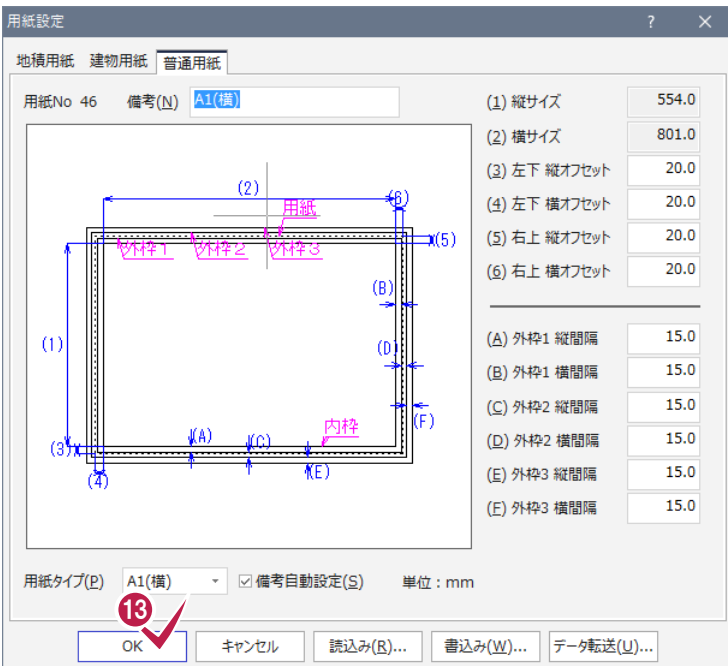 用紙設定 ? ×
地積用紙 建物用紙 普通用紙
用紙No 46 備考(N) A1(横)
(1) 縦サイズ 554.0
(2) 横サイズ 801.0
(3) 左下 縦オフセット 20.0
(4) 左下 横オフセット 20.0
(5) 右上 縦オフセット 20.0
(6) 右上 横オフセット 20.0
(A) 外枠1 縦間隔 15.0
(B) 外枠1 横間隔 15.0
(C) 外枠2 縦間隔 15.0
(D) 外枠2 横間隔 15.0
(E) 外枠3 縦間隔 15.0
(F) 外枠3 横間隔 15.0
(2)
(6)
用紙
外枠1 外枠2 外枠3
(5)
(B)
(1)
(D)
内枠
(F)
(A)
(C)
(3)
(E)
(4)
用紙タイプ(P) A1(横) 備考自動設定(S) 単位:mm
13
OK キャンセル 読込み(R)... 書込み(W)... データ転送(U)...